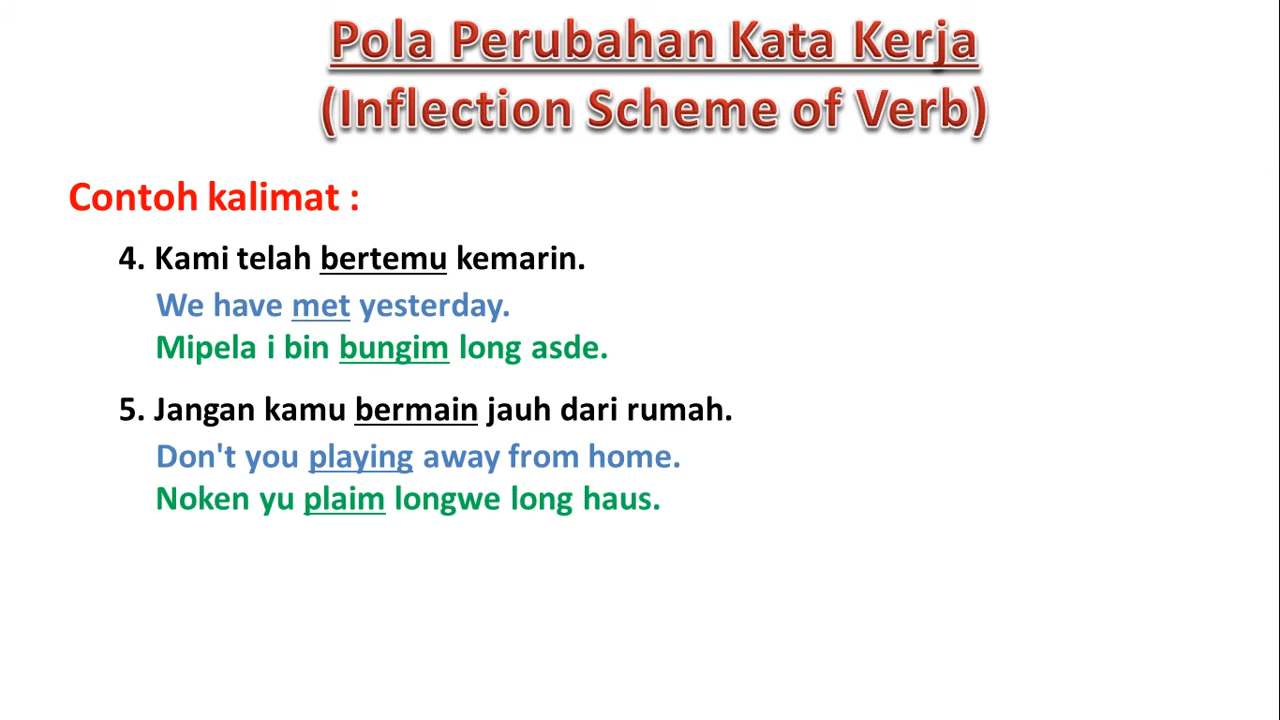 Pola Perubahan Kata Kerja
(Inflection Scheme of Verb)
Contoh kalimat :
4. Kami telah bertemu kemarin.
We have met yesterday.
Mipela i bin bungim long asde.
5. Jangan kamu bermain jauh dari rumah.
Don't you playing away from home.
Noken yu plaim longwe long haus.